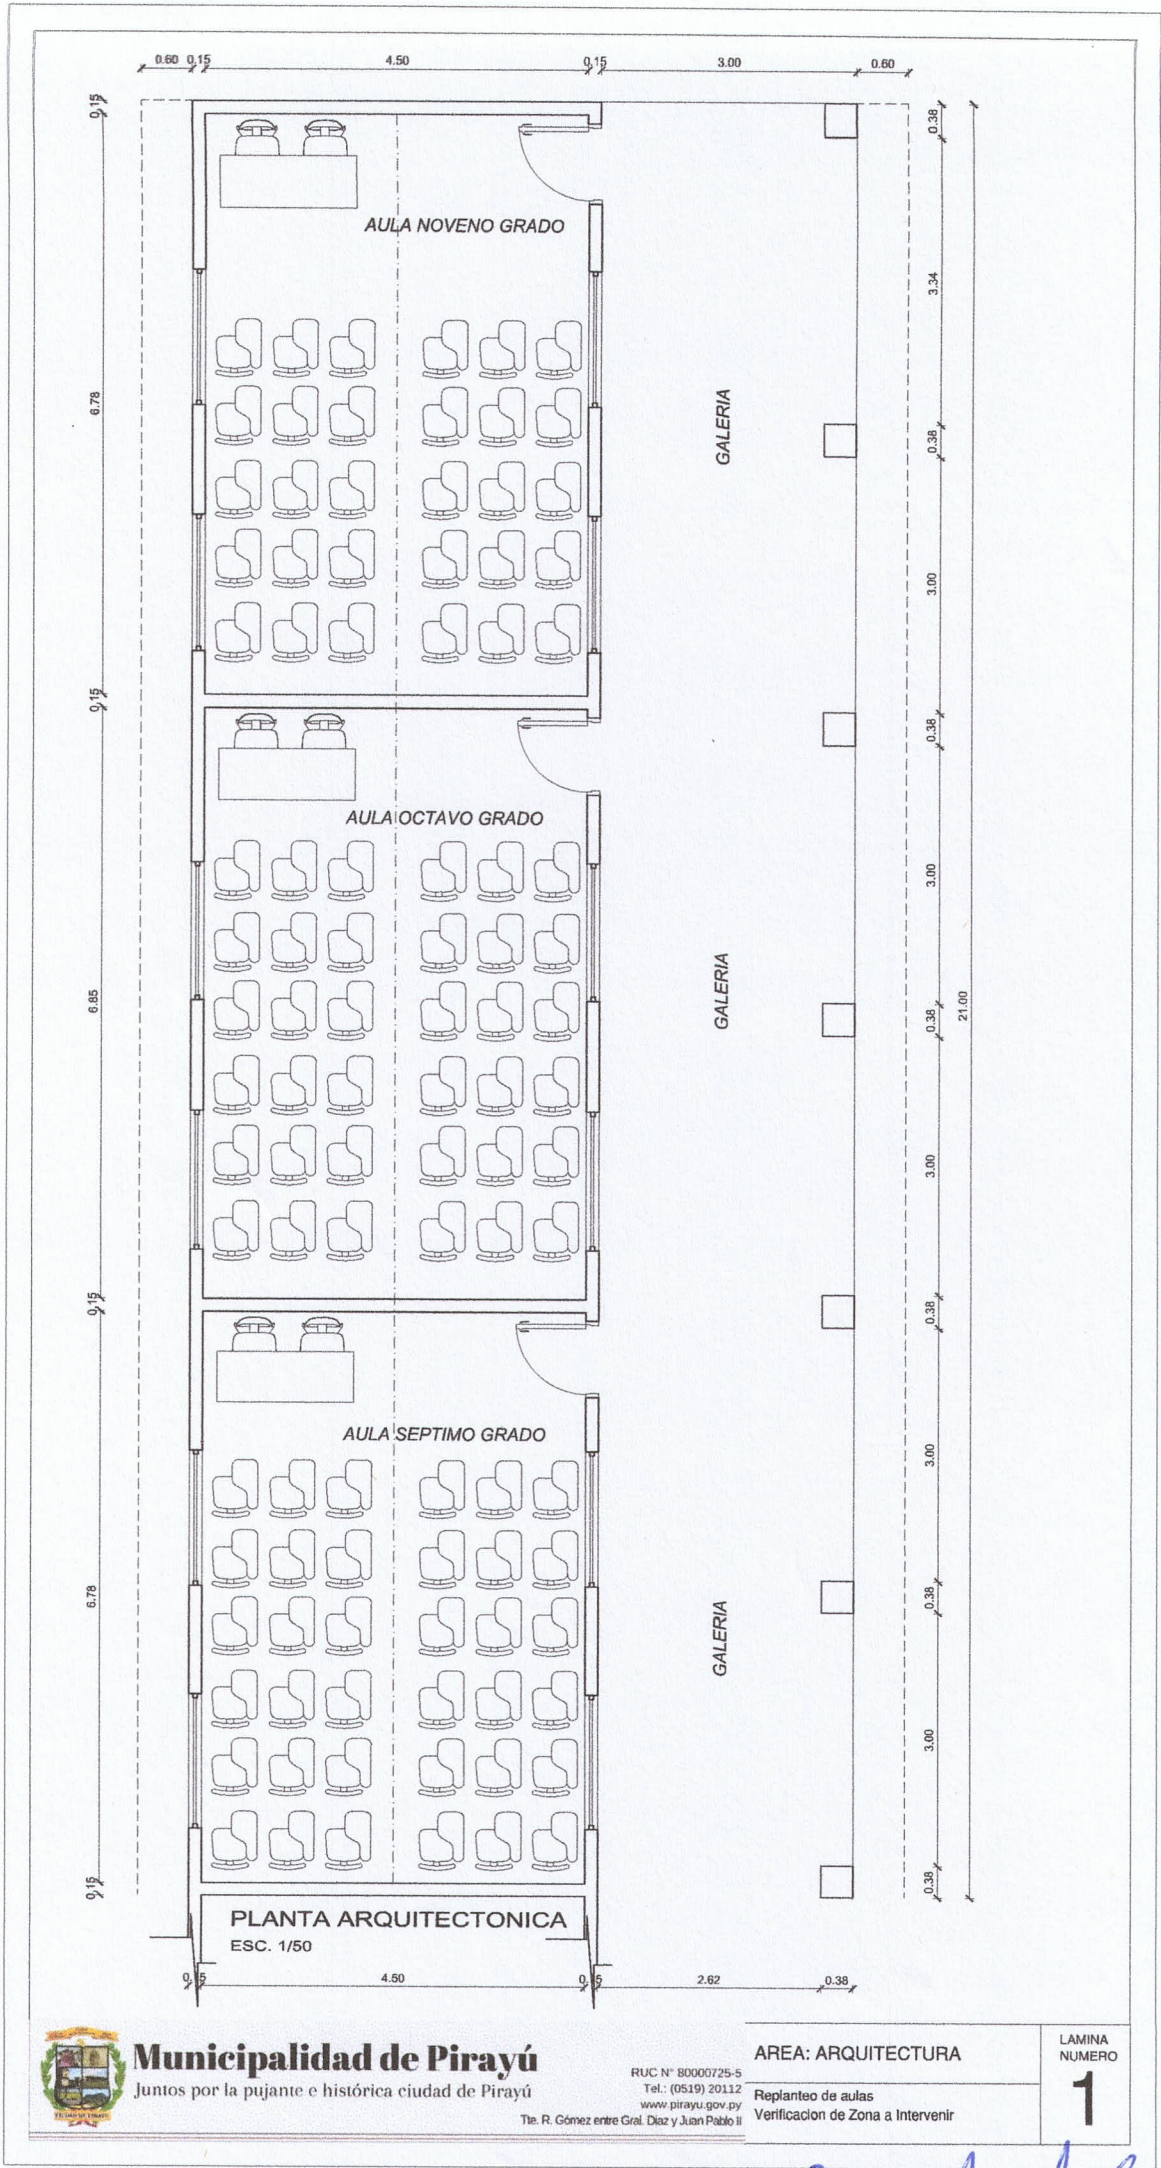 0.60 0,15 4.50 0,15 3.00 0.60
0,15
0.38
AULA NOVENO GRADO
3.34
6.78
GALERIA
0.38
3.00
0,15
0.38
AULA OCTAVO GRADO
3.00
6.85
GALERIA
0.38
21.00
3.00
0,15
0.38
AULA SEPTIMO GRADO
3.00
6.78
GALERIA
0.38
3.00
0,15
0.38
PLANTA ARQUITECTONICA
ESC. 1/50
0,15 4.50 0,15 2.62 0.38
Municipalidad de Pirayú
Juntos por la pujante e histórica ciudad de Pirayú
RUC N° 80000725-5
Tel.: (0519) 20112
www.pirayu.gov.py
Tte. R. Gómez entre Gral. Diaz y Juan Pablo II
AREA: ARQUITECTURA
Replanteo de aulas
Verificacion de Zona a Intervenir
LAMINA
NUMERO
1